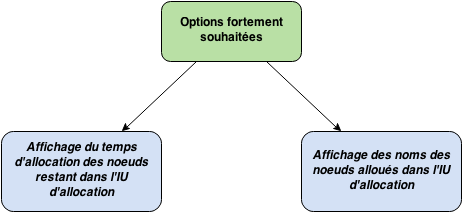 Options fortement
souhaitées
Affichage du temps
d'allocation des noeuds
restant dans l'IU
d'allocation
Affichage des noms des
noeuds alloués dans l'IU
d'allocation